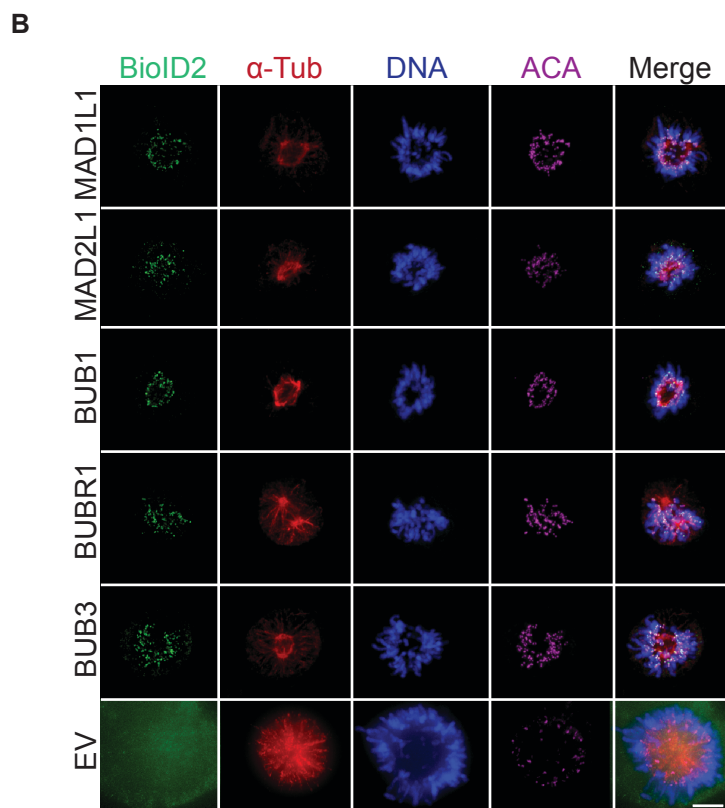 B
BioID2 α-Tub DNA ACA Merge
MAD1L1
MAD2L1
BUB1
BUBR1
BUB3
EV